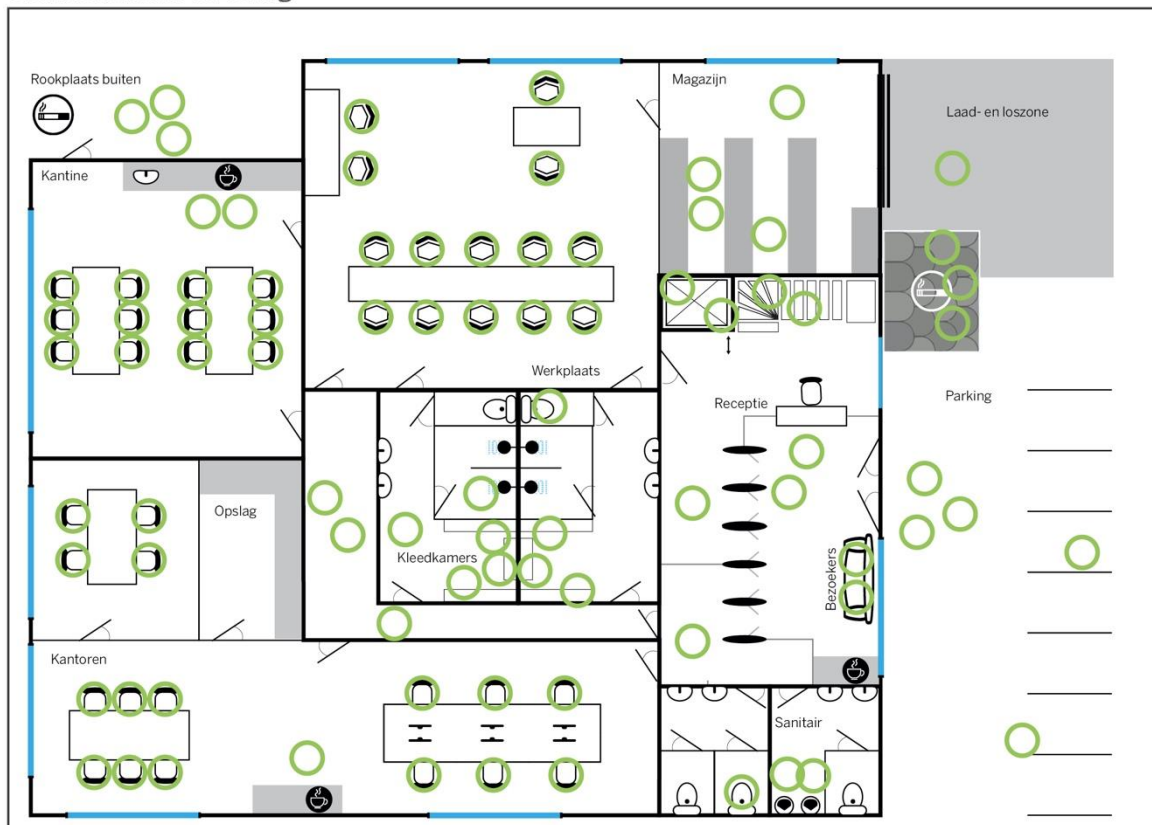 Rookplaats buiten
Magazijn
Laad- en loszone
Kantine
Werkplaats
Receptie
Parking
Opslag
Kleedkamers
Bezoekers
Kantoren
Sanitair